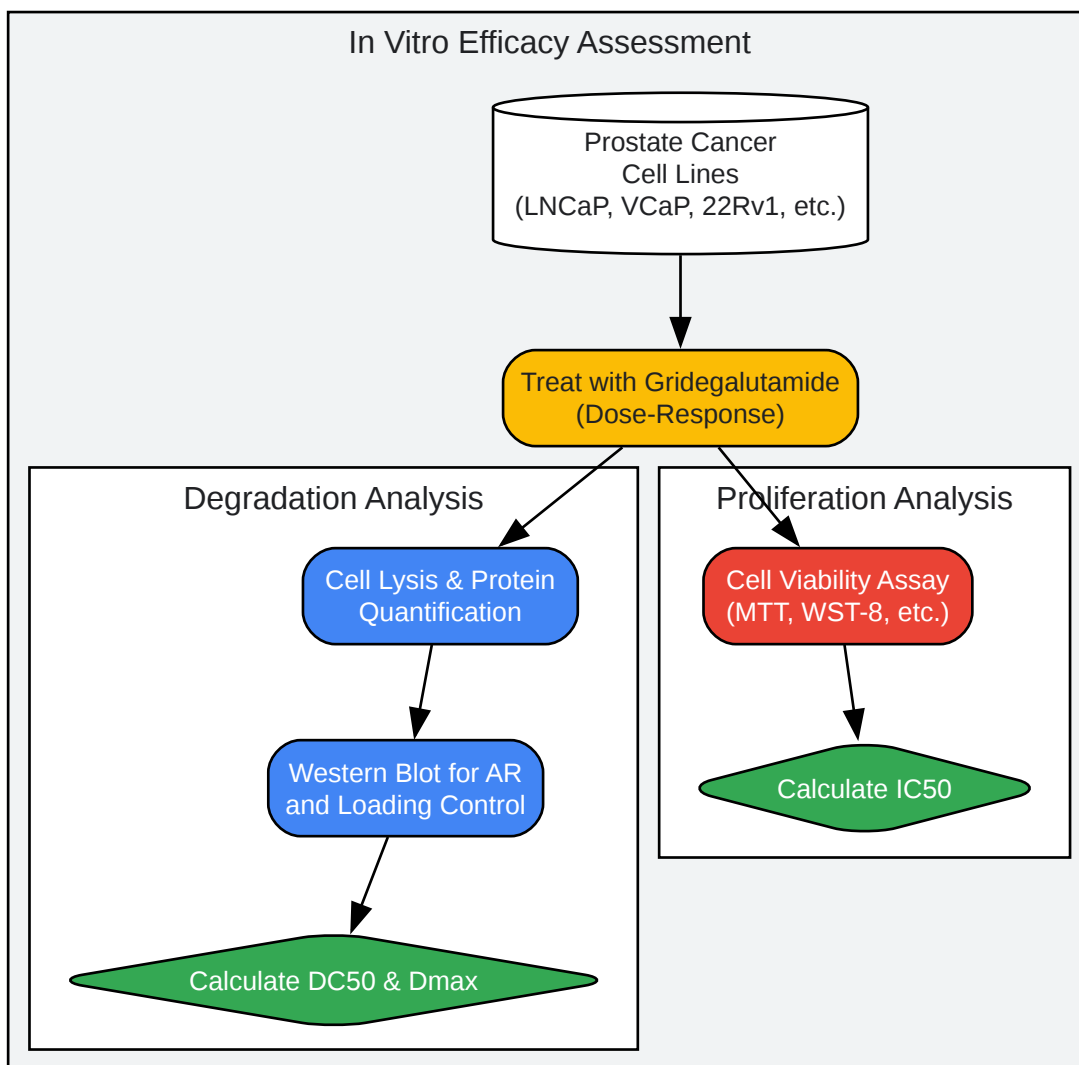 In Vitro Efficacy Assessment
Prostate Cancer
Cell Lines
(LNCaP, VCaP, 22Rv1, etc.)
Treat with Gridegalutamide
(Dose-Response)
Degradation Analysis
Cell Lysis & Protein
Quantification
Western Blot for AR
and Loading Control
Calculate DC50 & Dmax
Proliferation Analysis
Cell Viability Assay
(MTT, WST-8, etc.)
Calculate IC50